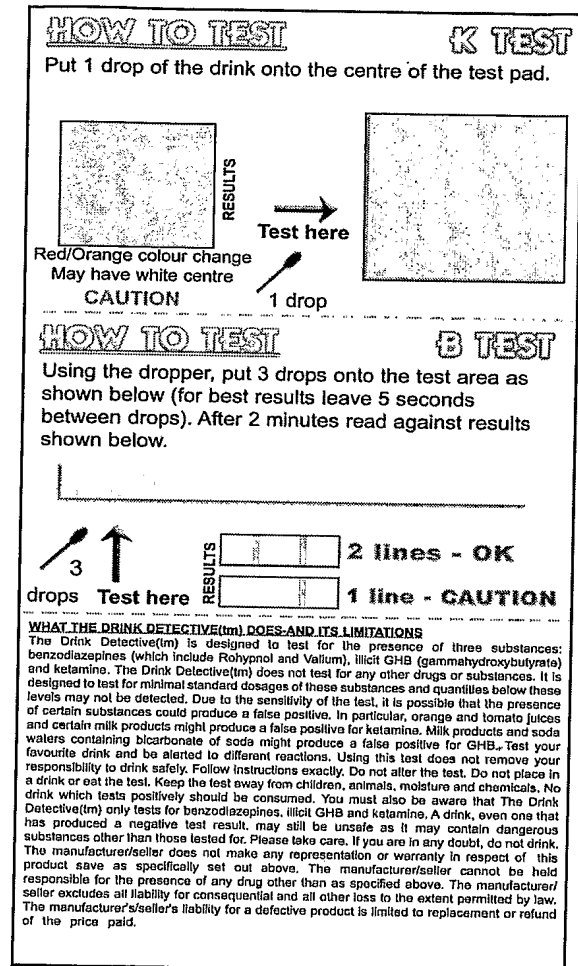 HOW TO TEST K TEST
Put 1 drop of the drink onto the centre of the test pad.
RESULTS
Test here
Red/Orange colour change
May have white centre
CAUTION
1 drop
HOW TO TEST B TEST
Using the dropper, put 3 drops onto the test area as
shown below (for best results leave 5 seconds
between drops). After 2 minutes read against results
shown below.
3
drops Test here
RESULTS
2 lines - OK
1 line - CAUTION
WHAT THE DRINK DETECTIVE(tm) DOES-AND ITS LIMITATIONS
The Drink Detective(tm) is designed to test for the presence of three substances:
benzodiazepines (which include Rohypnol and Valium), illicit GHB (gammahydroxybutyrate)
and ketamine. The Drink Detective(tm) does not test for any other drugs or substances. It is
designed to test for minimal standard dosages of these substances and quantities below these
levels may not be detected. Due to the sensitivity of the test, it is possible that the presence
of certain substances could produce a false positive. In particular, orange and tomato juices
and certain milk products might produce a false positive for ketamine. Milk products and soda
waters containing bicarbonate of soda might produce a false positive for GHB. Test your
favourite drink and be alerted to different reactions. Using this test does not remove your
responsibility to drink safely. Follow instructions exactly. Do not alter the test. Do not place in
a drink or eat the test. Keep the test away from children, animals, moisture and chemicals. No
drink which tests positively should be consumed. You must also be aware that The Drink
Detective(tm) only tests for benzodiazepines, illicit GHB and ketamine. A drink, even one that
has produced a negative test result, may still be unsafe as it may contain dangerous
substances other than those tested for. Please take care. If you are in any doubt, do not drink.
The manufacturer/seller does not make any representation or warranty in respect of this
product save as specifically set out above. The manufacturer/seller cannot be held
responsible for the presence of any drug other than as specified above. The manufacturer/
seller excludes all liability for consequential and all other loss to the extent permitted by law.
The manufacturer's/seller's liability for a defective product is limited to replacement or refund
of the price paid.